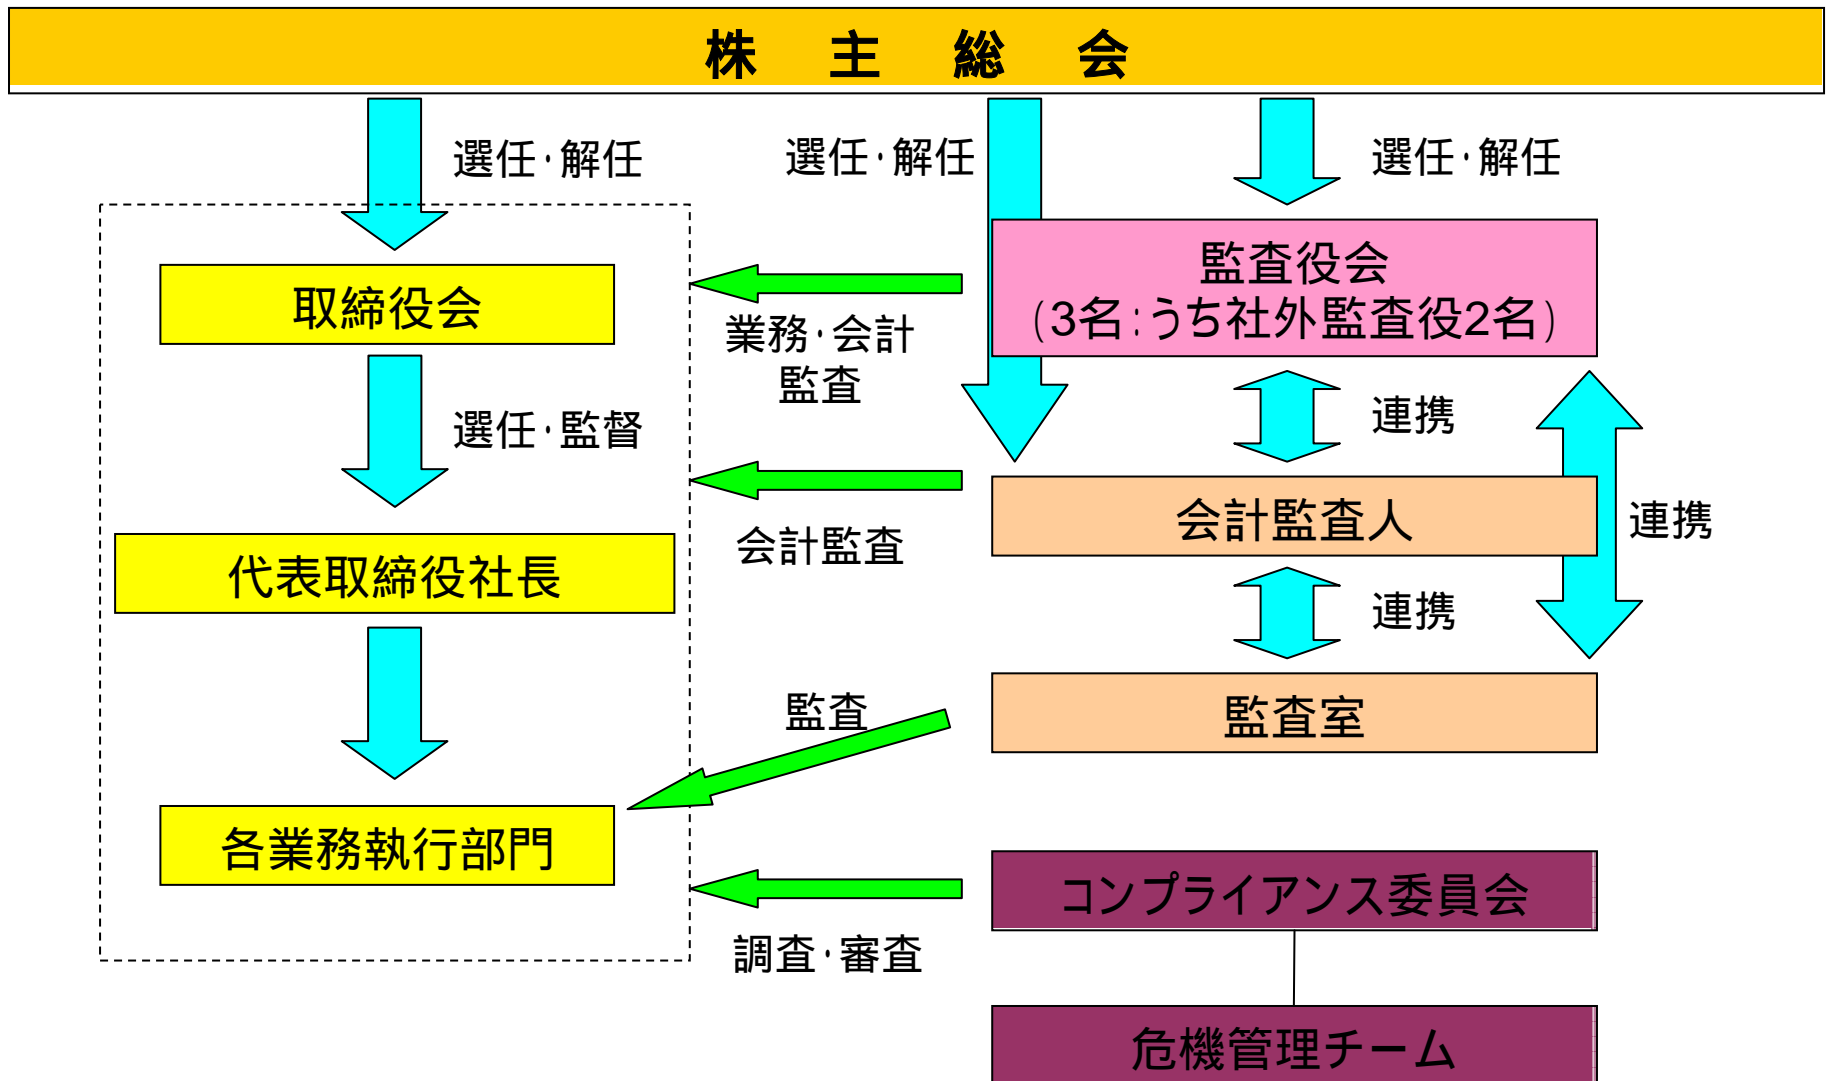 株 主 総 会
選任・解任
選任・解任
選任・解任
監査役会
(3名:うち社外監査役2名)
取締役会
業務・会計
監査
選任・監督
連携
会計監査人
連携
会計監査
代表取締役社長
連携
監査
監査室
各業務執行部門
コンプライアンス委員会
調査・審査
危機管理チーム